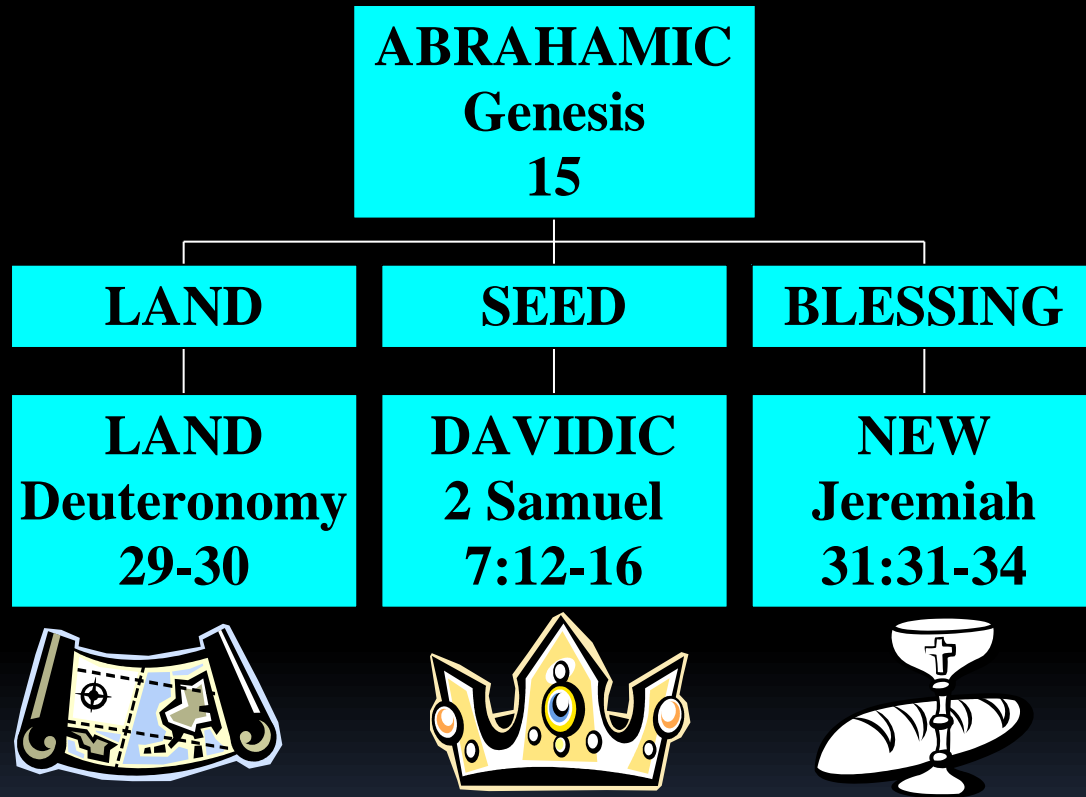 ABRAHAMIC
Genesis
15
LAND
SEED
BLESSING
LAND
Deuteronomy
29-30
DAVIDIC
2 Samuel
7:12-16
NEW
Jeremiah
31:31-34